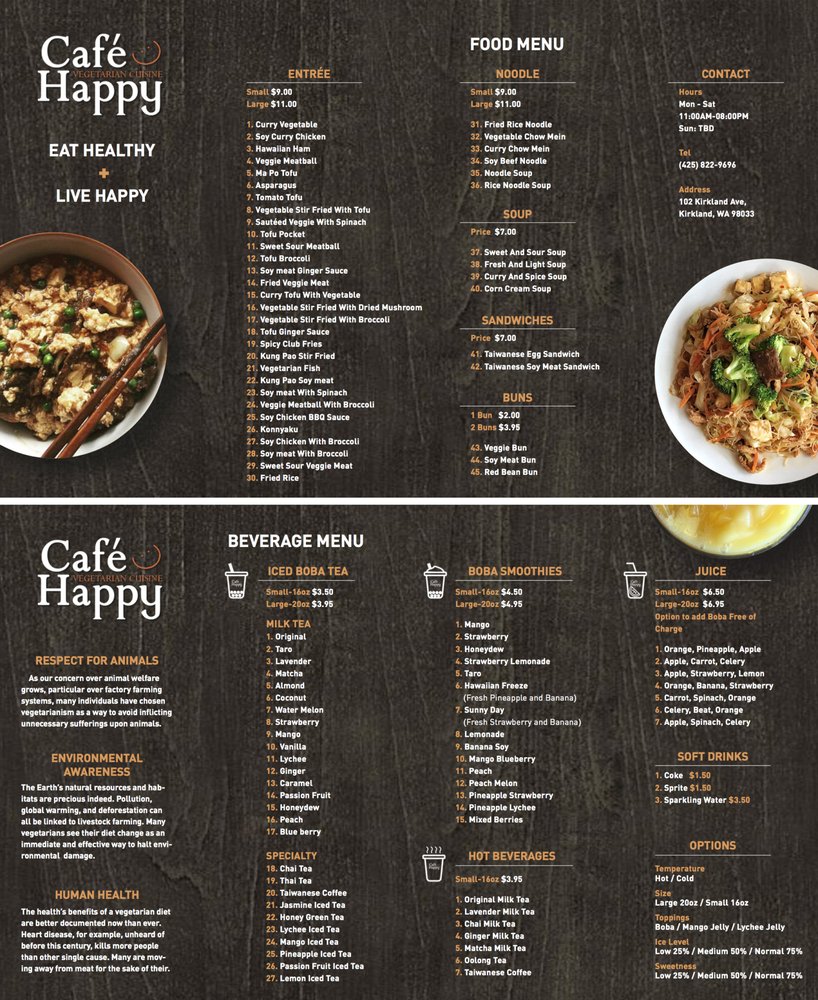 Café
VEGETARIAN CUISINE
Happy
EAT HEALTHY
+
LIVE HAPPY
FOOD MENU
ENTRÉE
Small $9.00
Large $11.00
1. Curry Vegetable
2. Soy Curry Chicken
3. Hawaiian Ham
4. Veggie Meatball
5. Ma Po Tofu
6. Asparagus
7. Tomato Tofu
8. Vegetable Stir Fried With Tofu
9. Sautéed Veggie With Spinach
10. Tofu Pocket
11. Sweet Sour Meatball
12. Tofu Broccoli
13. Soy meat Ginger Sauce
14. Fried Veggie Meat
15. Curry Tofu With Vegetable
16. Vegetable Stir Fried With Dried Mushroom
17. Vegetable Stir Fried With Broccoli
18. Tofu Ginger Sauce
19. Spicy Club Fries
20. Kung Pao Stir Fried
21. Vegetarian Fish
22. Kung Pao Soy meat
23. Soy meat With Spinach
24. Veggie Meatball With Broccoli
25. Soy Chicken BBQ Sauce
26. Konnyaku
27. Soy Chicken With Broccoli
28. Soy meat With Broccoli
29. Sweet Sour Veggie Meat
30. Fried Rice
NOODLE
Small $9.00
Large $11.00
31. Fried Rice Noodle
32. Vegetable Chow Mein
33. Curry Chow Mein
34. Soy Beef Noodle
35. Noodle Soup
36. Rice Noodle Soup
SOUP
Price $7.00
37. Sweet And Sour Soup
38. Fresh And Light Soup
39. Curry And Spice Soup
40. Corn Cream Soup
SANDWICHES
Price $7.00
41. Taiwanese Egg Sandwich
42. Taiwanese Soy Meat Sandwich
BUNS
1 Bun $2.00
2 Buns $3.95
43. Veggie Bun
44. Soy Meat Bun
45. Red Bean Bun
CONTACT
Hours
Mon - Sat
11:00AM-08:00PM
Sun: TBD
Tel
(425) 822-9696
Address
102 Kirkland Ave,
Kirkland, WA 98033
Café
VEGETARIAN CUISINE
Happy
RESPECT FOR ANIMALS
As our concern over animal welfare
grows, particular over factory farming
systems, many individuals have chosen
vegetarianism as a way to avoid inflicting
unnecessary sufferings upon animals.
ENVIRONMENTAL
AWARENESS
The Earth's natural resources and hab-
itats are precious indeed. Pollution,
global warming, and deforestation can
all be linked to livestock farming. Many
vegetarians see their diet change as an
immediate and effective way to halt envi-
ronmental damage.
HUMAN HEALTH
The health's benefits of a vegetarian diet
are better documented now than ever.
Heart disease, for example, unheard of
before this century, kills more people
than other single cause. Many are mov-
ing away from meat for the sake of their.
BEVERAGE MENU
ICED BOBA TEA
Small-16oz $3.50
Large-20oz $3.95
MILK TEA
1. Original
2. Taro
3. Lavender
4. Matcha
5. Almond
6. Coconut
7. Water Melon
8. Strawberry
9. Mango
10. Vanilla
11. Lychee
12. Ginger
13. Caramel
14. Passion Fruit
15. Honeydew
16. Peach
17. Blue berry
SPECIALTY
18. Chai Tea
19. Thai Tea
20. Taiwanese Coffee
21. Jasmine Iced Tea
22. Honey Green Tea
23. Lychee Iced Tea
24. Mango Iced Tea
25. Pineapple Iced Tea
26. Passion Fruit Iced Tea
27. Lemon Iced Tea
BOBA SMOOTHIES
Small-16oz $4.50
Large-20oz $4.95
1. Mango
2. Strawberry
3. Honeydew
4. Strawberry Lemonade
5. Taro
6. Hawaiian Freeze
(Fresh Pineapple and Banana)
7. Sunny Day
(Fresh Strawberry and Banana)
8. Lemonade
9. Banana Soy
10. Mango Blueberry
11. Peach
12. Peach Melon
13. Pineapple Strawberry
14. Pineapple Lychee
15. Mixed Berries
HOT BEVERAGES
Small-16oz $3.95
1. Original Milk Tea
2. Lavender Milk Tea
3. Chai Milk Tea
4. Ginger Milk Tea
5. Matcha Milk Tea
6. Oolong Tea
7. Taiwanese Coffee
JUICE
Small-16oz $6.50
Large-20oz $6.95
Option to add Boba Free of
Charge
1. Orange, Pineapple, Apple
2. Apple, Carrot, Celery
3. Apple, Strawberry, Lemon
4. Orange, Banana, Strawberry
5. Carrot, Spinach, Orange
6. Celery, Beat, Orange
7. Apple, Spinach, Celery
SOFT DRINKS
1. Coke $1.50
2. Sprite $1.50
3. Sparkling Water $3.50
OPTIONS
Temperature
Hot / Cold
Size
Large 20oz / Small 16oz
Toppings
Boba / Mango Jelly / Lychee Jelly
Ice Level
Low 25% / Medium 50% / Normal 75%
Sweetness
Low 25% / Medium 50% / Normal 75%